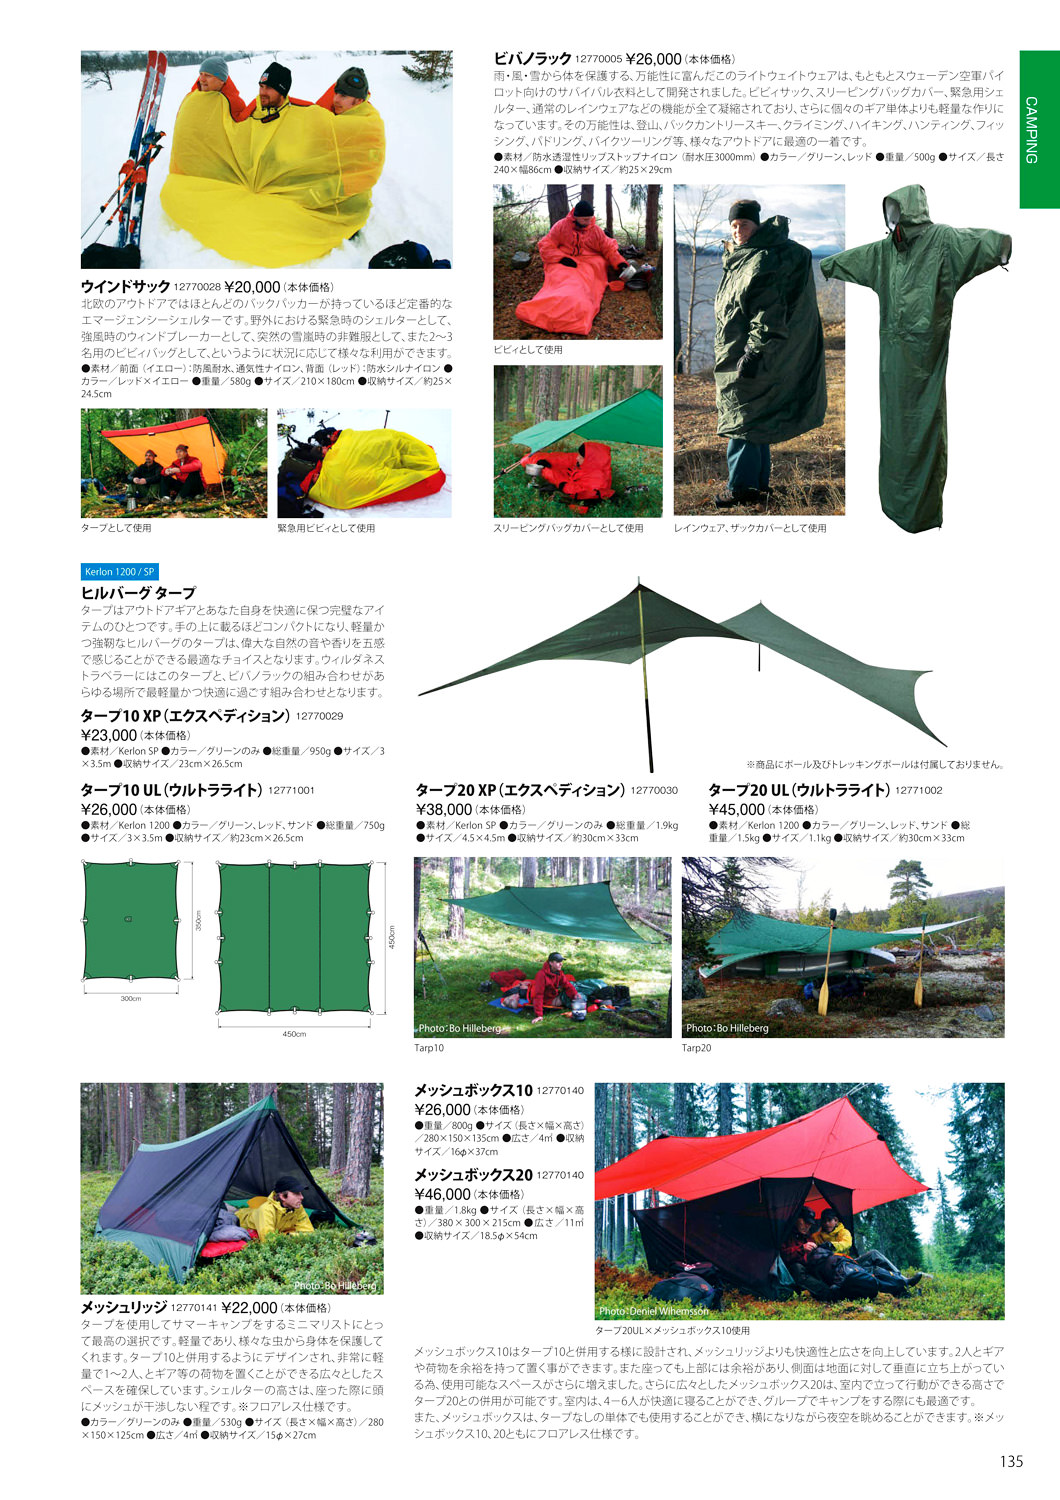 CAMPING
ウインドサック 12770028 ¥20,000（本体価格）
北欧のアウトドアではほとんどのバックパッカーが持っているほど定番的な
エマージェンシーシェルターです。野外における緊急時のシェルターとして、
強風時のウィンドブレーカーとして、突然の雪嵐時の非難服として、また2〜3
名用のビビィバッグとして、というように状況に応じて様々な利用ができます。
●素材／前面（イエロー）：防風耐水、通気性ナイロン、背面（レッド）：防水シルナイロン ●
カラー／レッド×イエロー ●重量／580g ●サイズ／210×180cm ●収納サイズ／約25×
24.5cm
タープとして使用
緊急用ビビィとして使用
ビバノラック 12770005 ¥26,000（本体価格）
雨・風・雪から体を保護する、万能性に富んだこのライトウェイトウェアは、もともとスウェーデン空軍パイ
ロット向けのサバイバル衣料として開発されました。ビビィサック、スリーピングバッグカバー、緊急用シェ
ルター、通常のレインウェアなどの機能が全て凝縮されており、さらに個々のギア単体よりも軽量な作りに
なっています。その万能性は、登山、バックカントリースキー、クライミング、ハイキング、ハンティング、フィッ
シング、パドリング、バイクツーリング等、様々なアウトドアに最適の一着です。
●素材／防水透湿性リップストップナイロン（耐水圧3000mm）●カラー／グリーン、レッド ●重量／500g ●サイズ／長さ
240×幅86cm ●収納サイズ／約25×29cm
ビビィとして使用
スリーピングバッグカバーとして使用
レインウェア、ザックカバーとして使用
Kerlon 1200 / SP
ヒルバーグ タープ
タープはアウトドアギアとあなた自身を快適に保つ完璧なアイ
テムのひとつです。手の上に載るほどコンパクトになり、軽量か
つ強靭なヒルバーグのタープは、偉大な自然の音や香りを五感
で感じることができる最適なチョイスとなります。ウィルダネス
トラベラーにはこのタープと、ビバノラックの組み合わせがあ
らゆる場所で最軽量かつ快適に過ごす組み合わせとなります。
タープ10 XP（エクスペディション） 12770029
¥23,000（本体価格）
●素材／Kerlon SP ●カラー／グリーンのみ ●総重量／950g ●サイズ／3
×3.5m ●収納サイズ／23cm×26.5cm
※商品にポール及びトレッキングポールは付属しておりません。
タープ10 UL（ウルトラライト） 12771001
¥26,000（本体価格）
●素材／Kerlon 1200 ●カラー／グリーン、レッド、サンド ●総重量／750g
●サイズ／3×3.5m ●収納サイズ／約23cm×26.5cm
タープ20 XP（エクスペディション） 12770030
¥38,000（本体価格）
●素材／Kerlon SP ●カラー／グリーンのみ ●総重量／1.9kg
●サイズ／4.5×4.5m ●収納サイズ／約30cm×33cm
タープ20 UL（ウルトラライト） 12771002
¥45,000（本体価格）
●素材／Kerlon 1200 ●カラー／グリーン、レッド、サンド ●総
重量／1.5kg ●サイズ／1.1kg ●収納サイズ／約30cm×33cm
350cm
300cm
450cm
450cm
Photo：Bo Hilleberg
Tarp10
Photo：Bo Hilleberg
Tarp20
Photo：Bo Hilleberg
メッシュリッジ 12770141 ¥22,000（本体価格）
タープを使用してサマーキャンプをするミニマリストにとっ
て最高の選択です。軽量であり、様々な虫から身体を保護して
くれます。タープ10と併用するようにデザインされ、非常に軽
量で1〜2人、とギア等の荷物を置くことができる広々としたス
ペースを確保しています。シェルターの高さは、座った際に頭
にメッシュが干渉しない程です。※フロアレス仕様です。
●カラー／グリーンのみ ●重量／530g ●サイズ（長さ×幅×高さ）／280
×150×125cm ●広さ／4㎡ ●収納サイズ／15φ×27cm
メッシュボックス10 12770140
¥26,000（本体価格）
●重量／800g ●サイズ（長さ×幅×高さ）
／280×150×135cm ●広さ／4㎡ ●収納
サイズ／16φ×37cm
メッシュボックス20 12770140
¥46,000（本体価格）
●重量／1.8kg ●サイズ（長さ×幅×高
さ）／380×300×215cm ●広さ／11㎡
●収納サイズ／18.5φ×54cm
Photo：Deniel Wihemsson
タープ20UL×メッシュボックス10使用
メッシュボックス10はタープ10と併用する様に設計され、メッシュリッジよりも快適性と広さを向上しています。2人とギア
や荷物を余裕を持って置く事ができます。また座っても上部には余裕があり、側面は地面に対して垂直に立ち上がってい
る為、使用可能なスペースがさらに増えました。さらに広々としたメッシュボックス20は、室内で立って行動ができる高さで
タープ20との併用が可能です。室内は、4−6人が快適に寝ることができ、グループでキャンプをする際にも最適です。
また、メッシュボックスは、タープなしの単体でも使用することができ、横になりながら夜空を眺めることができます。※メッ
シュボックス10、20ともにフロアレス仕様です。
135